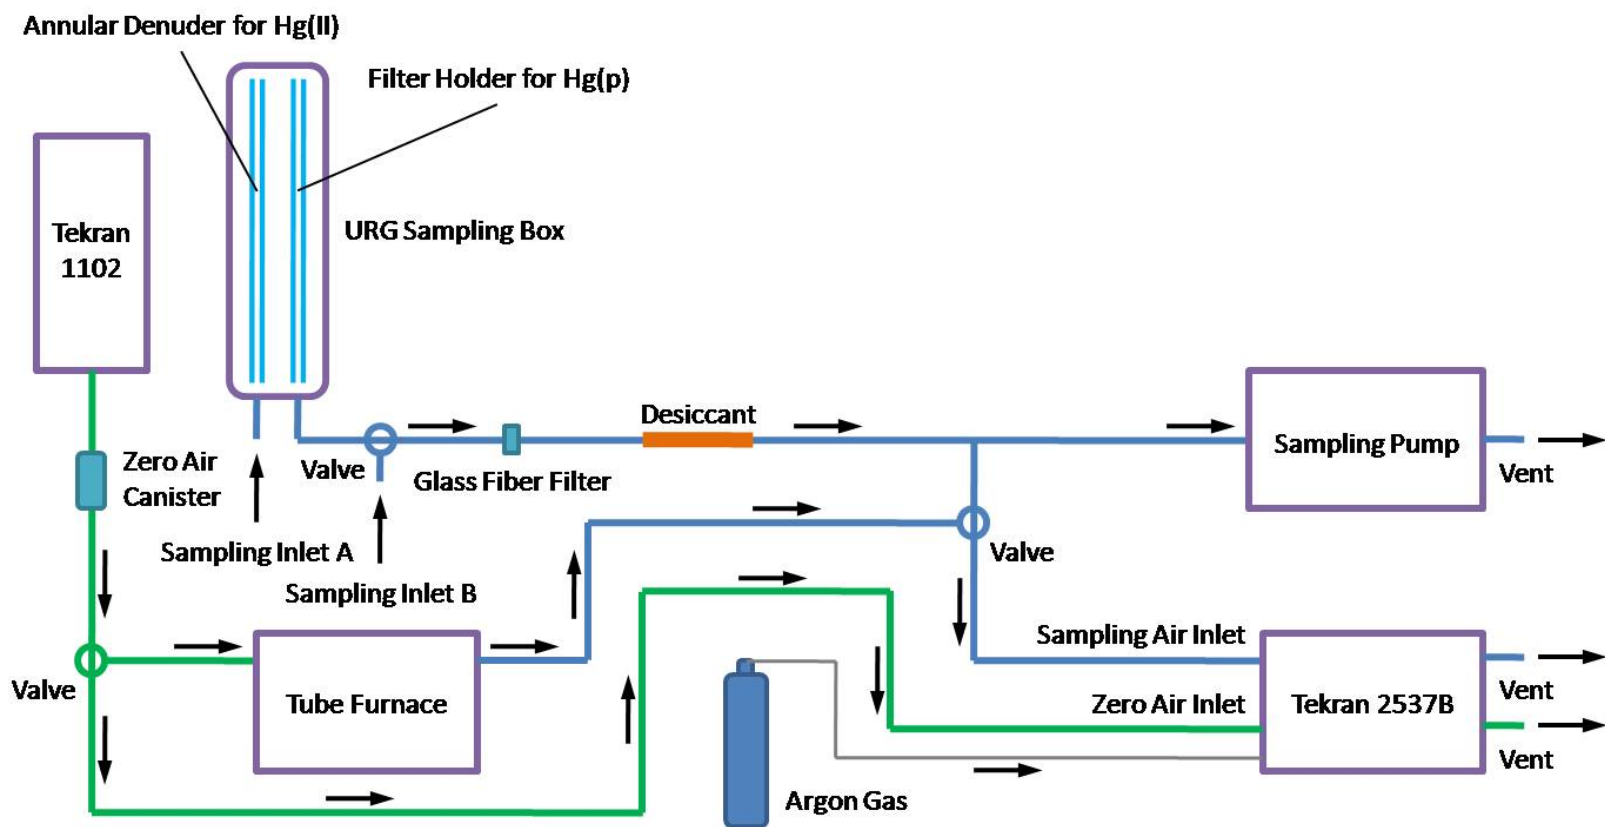 Annular Denuder for Hg(II)
Filter Holder for Hg(p)
Tekran
1102
URG Sampling Box
Desiccant
Zero Air
Canister
Valve
Glass Fiber Filter
Sampling Pump
Vent
Sampling Inlet A
Sampling Inlet B
Valve
Sampling Air Inlet
Valve
Tube Furnace
Zero Air Inlet
Tekran 2537B
Vent
Vent
Argon Gas